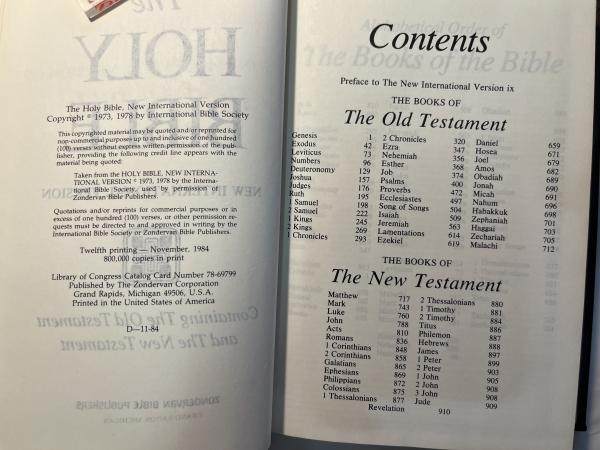 The Holy Bible, New International Version
Copyright © 1973, 1978 by International Bible Society
This copyrighted material may be quoted and/or reprinted for
non-commercial purposes up to and inclusive of one hundred
(100) verses without express written permission of the pub-
lisher, providing the following credit line appears with the
material being quoted:
Taken from the HOLY BIBLE, NEW INTERNA-
TIONAL VERSION © 1973, 1978 by the Interna-
tional Bible Society, used by permission of
Zondervan Bible Publishers.
Quotations and/or reprints for commercial purposes or in
excess of one hundred (100) verses, or other permission re-
quests must be directed to and approved in writing by the
International Bible Society or Zondervan Bible Publishers.
Twelfth printing — November, 1984
800,000 copies in print
Library of Congress Catalog Card Number 78-69799
Published by The Zondervan Corporation
Grand Rapids, Michigan 49506, U.S.A.
Printed in the United States of America
D—11-84
Contents
Preface to The New International Version ix
THE BOOKS OF
The Old Testament
Genesis 1
Exodus 42
Leviticus 73
Numbers 96
Deuteronomy 129
Joshua 157
Judges 176
Ruth 195
1 Samuel 198
2 Samuel 222
1 Kings 245
2 Kings 269
1 Chronicles 293
2 Chronicles 320
Ezra 347
Nehemiah 356
Esther 368
Job 374
Psalms 400
Proverbs 472
Ecclesiastes
Song of Songs 504
Isaiah 509
Jeremiah 563
Lamentations 614
Ezekiel 619
Daniel 659
Hosea 671
Joel 679
Amos 682
Obadiah 689
Jonah 690
Micah 691
Nahum 696
Habakkuk 698
Zephaniah 701
Haggai 703
Zechariah 705
Malachi 712
THE BOOKS OF
The New Testament
Matthew 717
Mark 743
Luke 760
John 788
Acts 810
Romans 836
1 Corinthians 848
2 Corinthians 858
Galatians 865
Ephesians 869
Philippians 872
Colossians 875
1 Thessalonians 877
2 Thessalonians 880
1 Timothy 881
2 Timothy 884
Titus 886
Philemon 887
Hebrews 888
James 897
1 Peter 899
2 Peter 903
1 John 905
2 John 908
3 John 908
Jude 909
Revelation 910